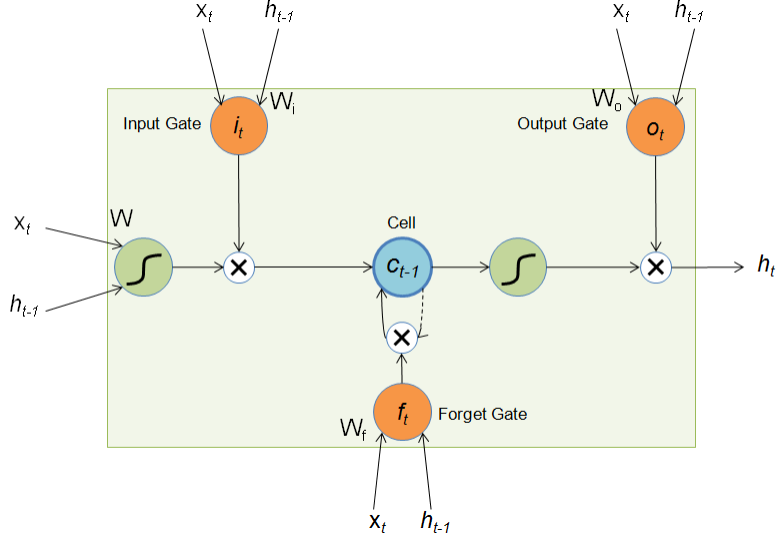 xt ht-1 xt ht-1
Wi Wo
Input Gate it Output Gate ot
xt W Cell
ct-1 ht
ht-1
ft Forget Gate
Wf
xt ht-1